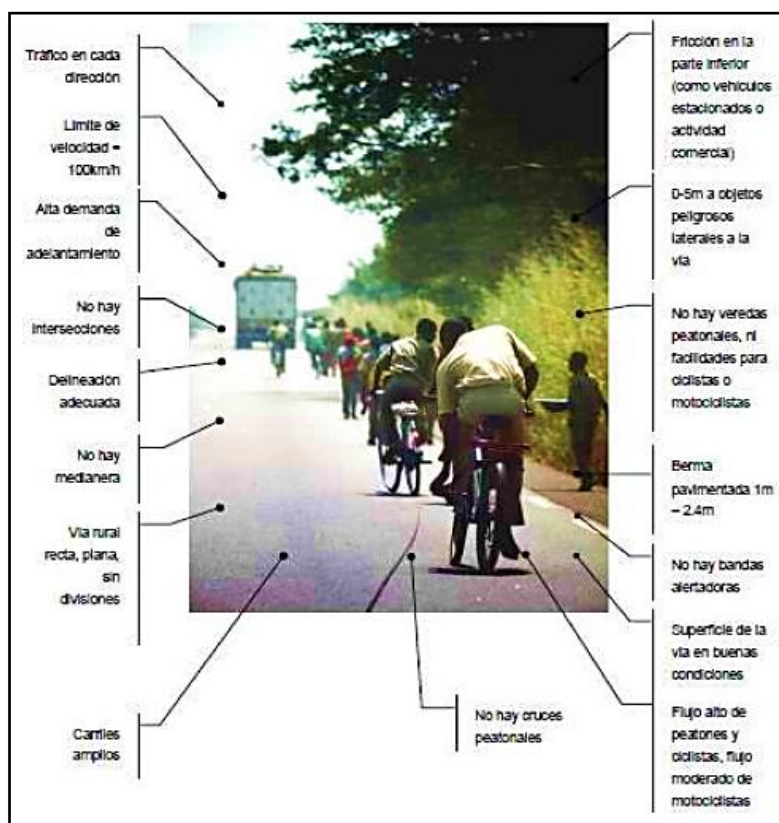 Tráfico en cada
dirección
Limite de
velocidad =
100km/h
Alta demanda
de
adelantamiento
No hay
intersecciones
Delineación
adecuada
No hay
medianera
Vía rural
recta, plana,
sin
divisiones
Carriles
amplios
No hay cruces
peatonales
Fricción en la
parte inferior
(como vehículos
estacionados o
actividad
comercial)
0-5m a objetos
peligrosos
laterales a la
vía
No hay veredas
peatonales, ni
facilidades para
ciclistas o
motociclistas
Berma
pavimentada 1m
– 2.4m
No hay bandas
alertadoras
Superficie de la
vía en buenas
condiciones
Flujo alto de
peatones y
ciclistas, flujo
moderado de
motociclistas